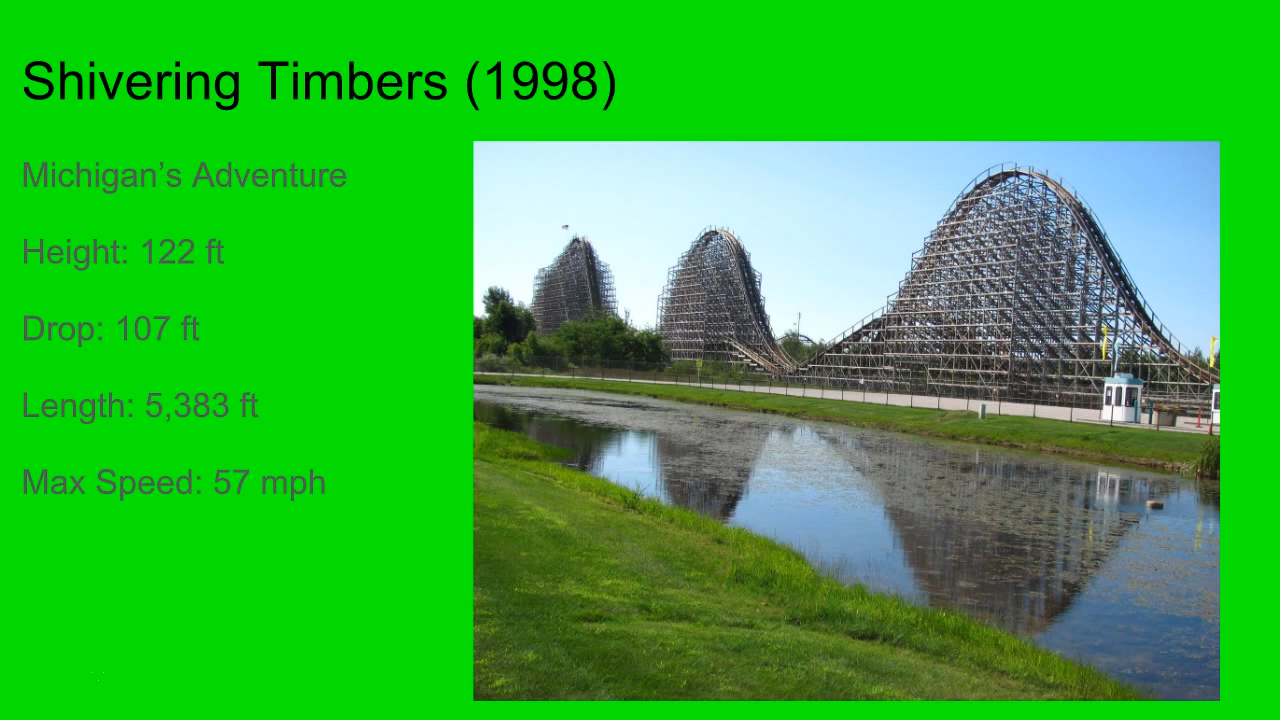 Shivering Timbers (1998)
Michigan’s Adventure
Height: 122 ft
Drop: 107 ft
Length: 5,383 ft
Max Speed: 57 mph